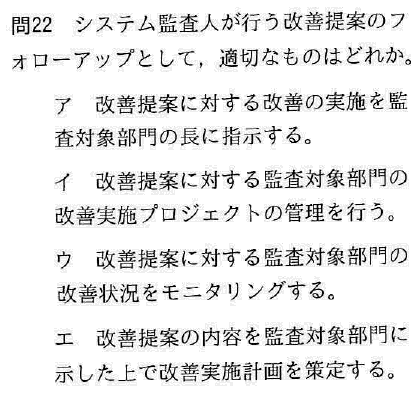 問22　システム監査人が行う改善提案のフ
ォローアップとして，適切なものはどれか。
ア　改善提案に対する改善の実施を監
査対象部門の長に指示する。
イ　改善提案に対する監査対象部門の
改善実施プロジェクトの管理を行う。
ウ　改善提案に対する監査対象部門の
改善状況をモニタリングする。
エ　改善提案の内容を監査対象部門に
示した上で改善実施計画を策定する。